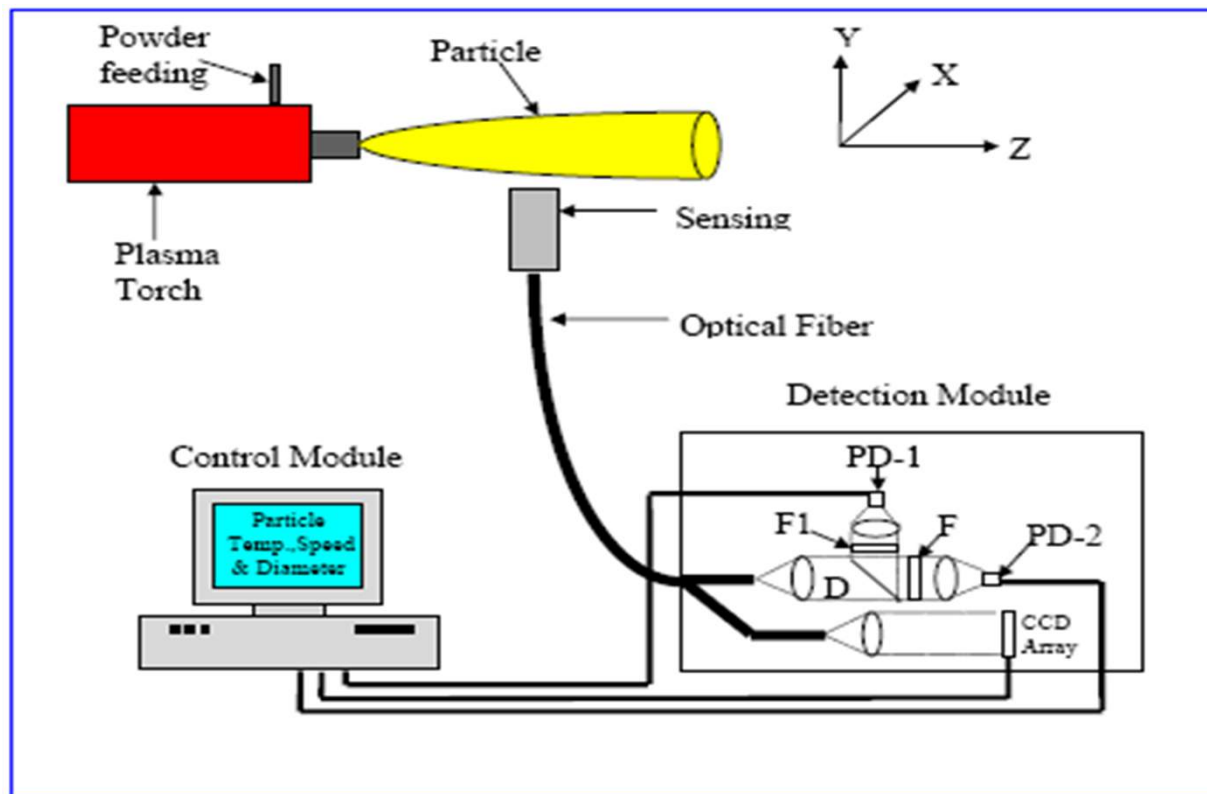 Powder
feeding
Particle
Y
X
Z
Sensing
Plasma
Torch
Optical Fiber
Detection Module
Control Module
PD-1
Particle
Temp.,Speed
& Diameter
F1
F
PD-2
D
CCD
Array